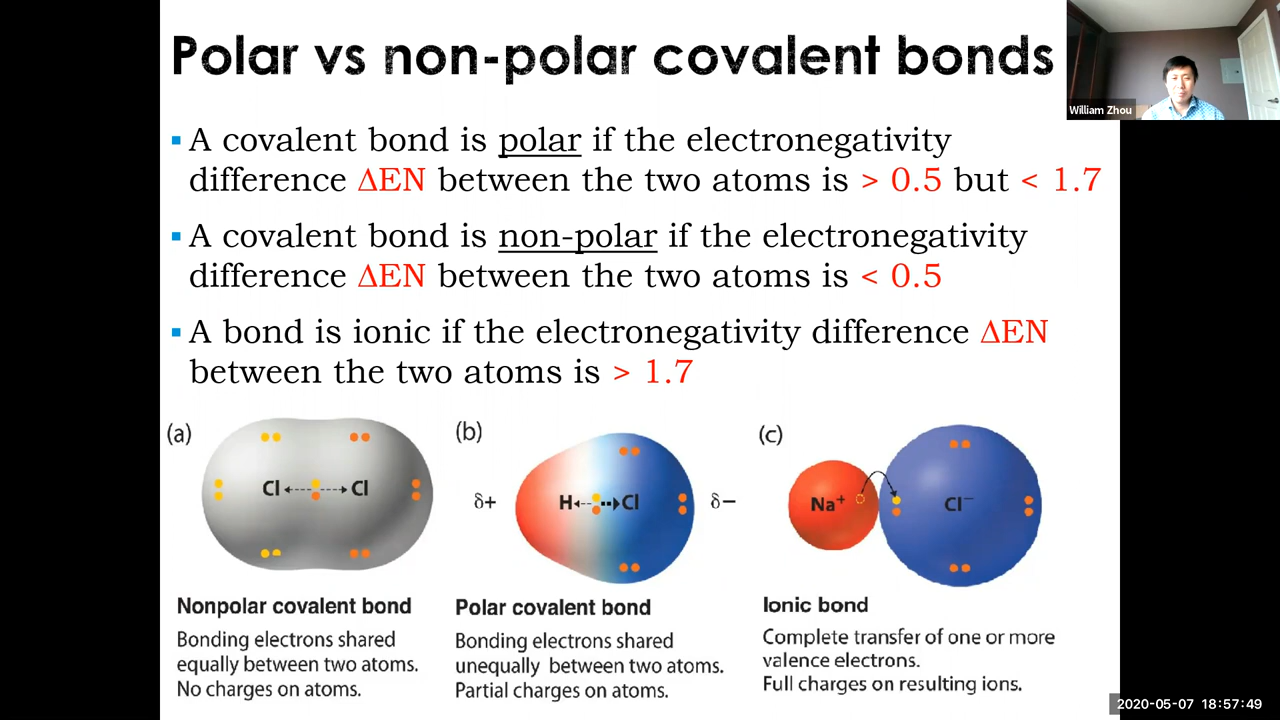 Polar vs non-polar covalent bonds
William Zhou
▪ A covalent bond is polar if the electronegativity
difference ΔEN between the two atoms is > 0.5 but < 1.7
▪ A covalent bond is non-polar if the electronegativity
difference ΔEN between the two atoms is < 0.5
▪ A bond is ionic if the electronegativity difference ΔEN
between the two atoms is > 1.7
(a)
Cl Cl
Nonpolar covalent bond
Bonding electrons shared
equally between two atoms.
No charges on atoms.
(b)
δ+ H Cl δ−
Polar covalent bond
Bonding electrons shared
unequally between two atoms.
Partial charges on atoms.
(c)
Na⁺ Cl⁻
Ionic bond
Complete transfer of one or more
valence electrons.
Full charges on resulting ions.
2020-05-07 18:57:49